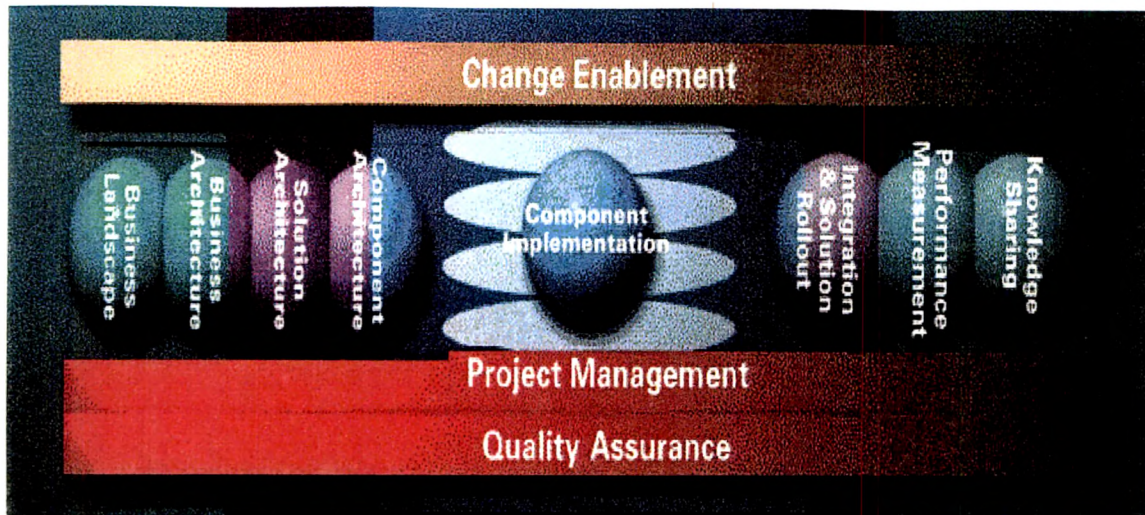 Change Enablement
Business
Landscape
Business
Architecture
Solution
Architecture
Component
Architecture
Component
Implementation
Integration
& Solution
Rollout
Performance
Measurement
Knowledge
Sharing
Project Management
Quality Assurance